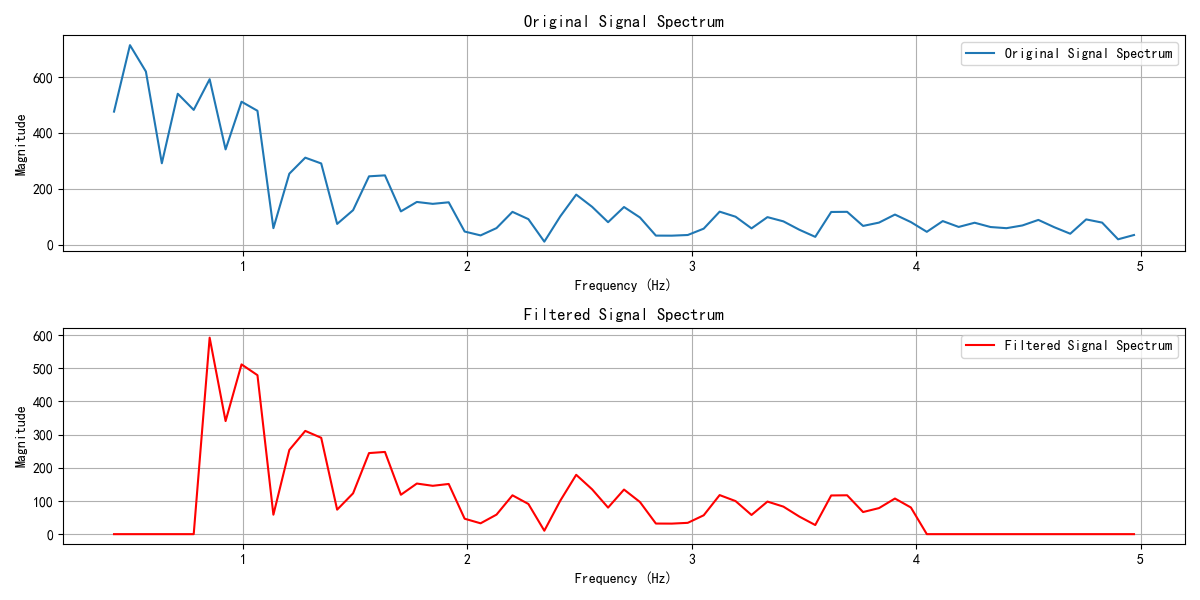 Original Signal Spectrum
Original Signal Spectrum
Magnitude
600
400
200
0
1
2
3
4
5
Frequency (Hz)
Filtered Signal Spectrum
Filtered Signal Spectrum
Magnitude
600
500
400
300
200
100
0
1
2
3
4
5
Frequency (Hz)